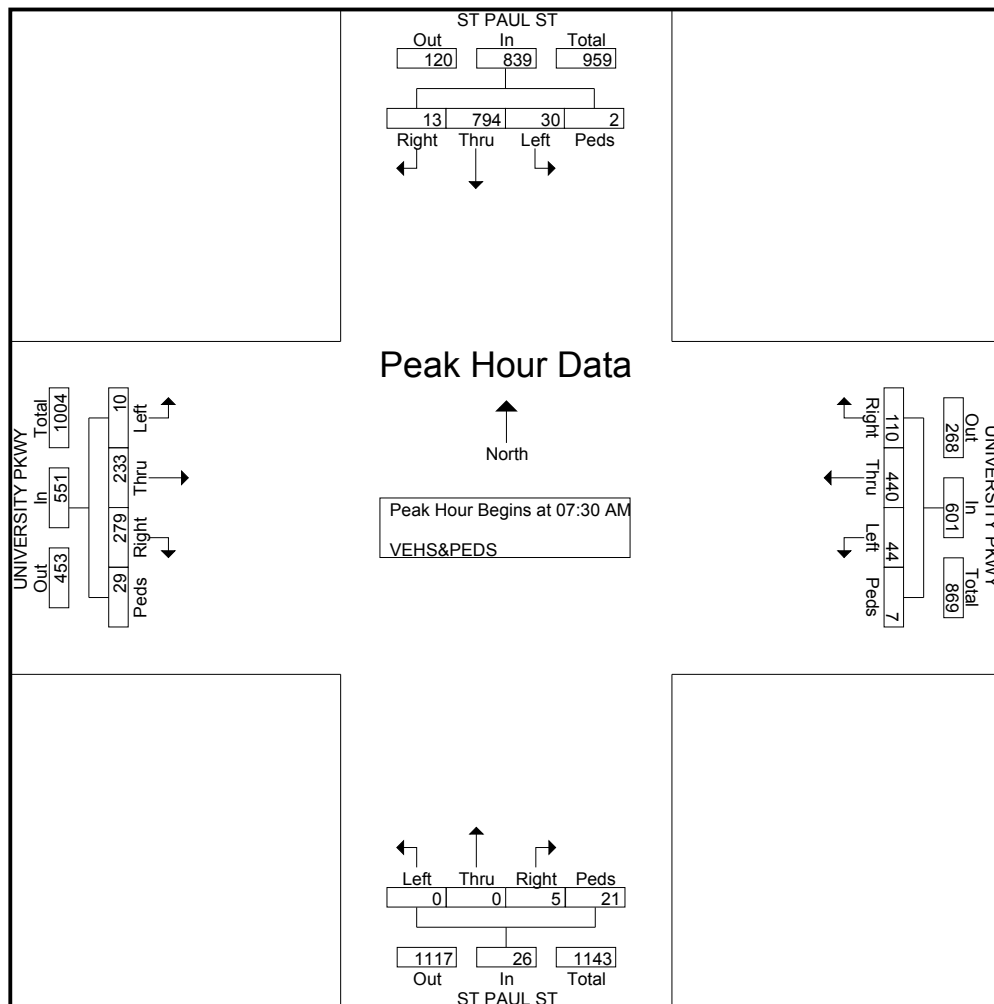 ST PAUL ST
Out In Total
120 839 959
13 794 30 2
Right Thru Left Peds
Peak Hour Data
North
Peak Hour Begins at 07:30 AM
VEHS&PEDS
UNIVERSITY PKWY
Out In Total
453 551 1004
Peds Right Thru Left
29 279 233 10
UNIVERSITY PKWY
Out In Total
268 601 869
110 440 44 7
Right Thru Left Peds
Left Thru Right Peds
0 0 5 21
1117 26 1143
Out In Total
ST PAUL ST